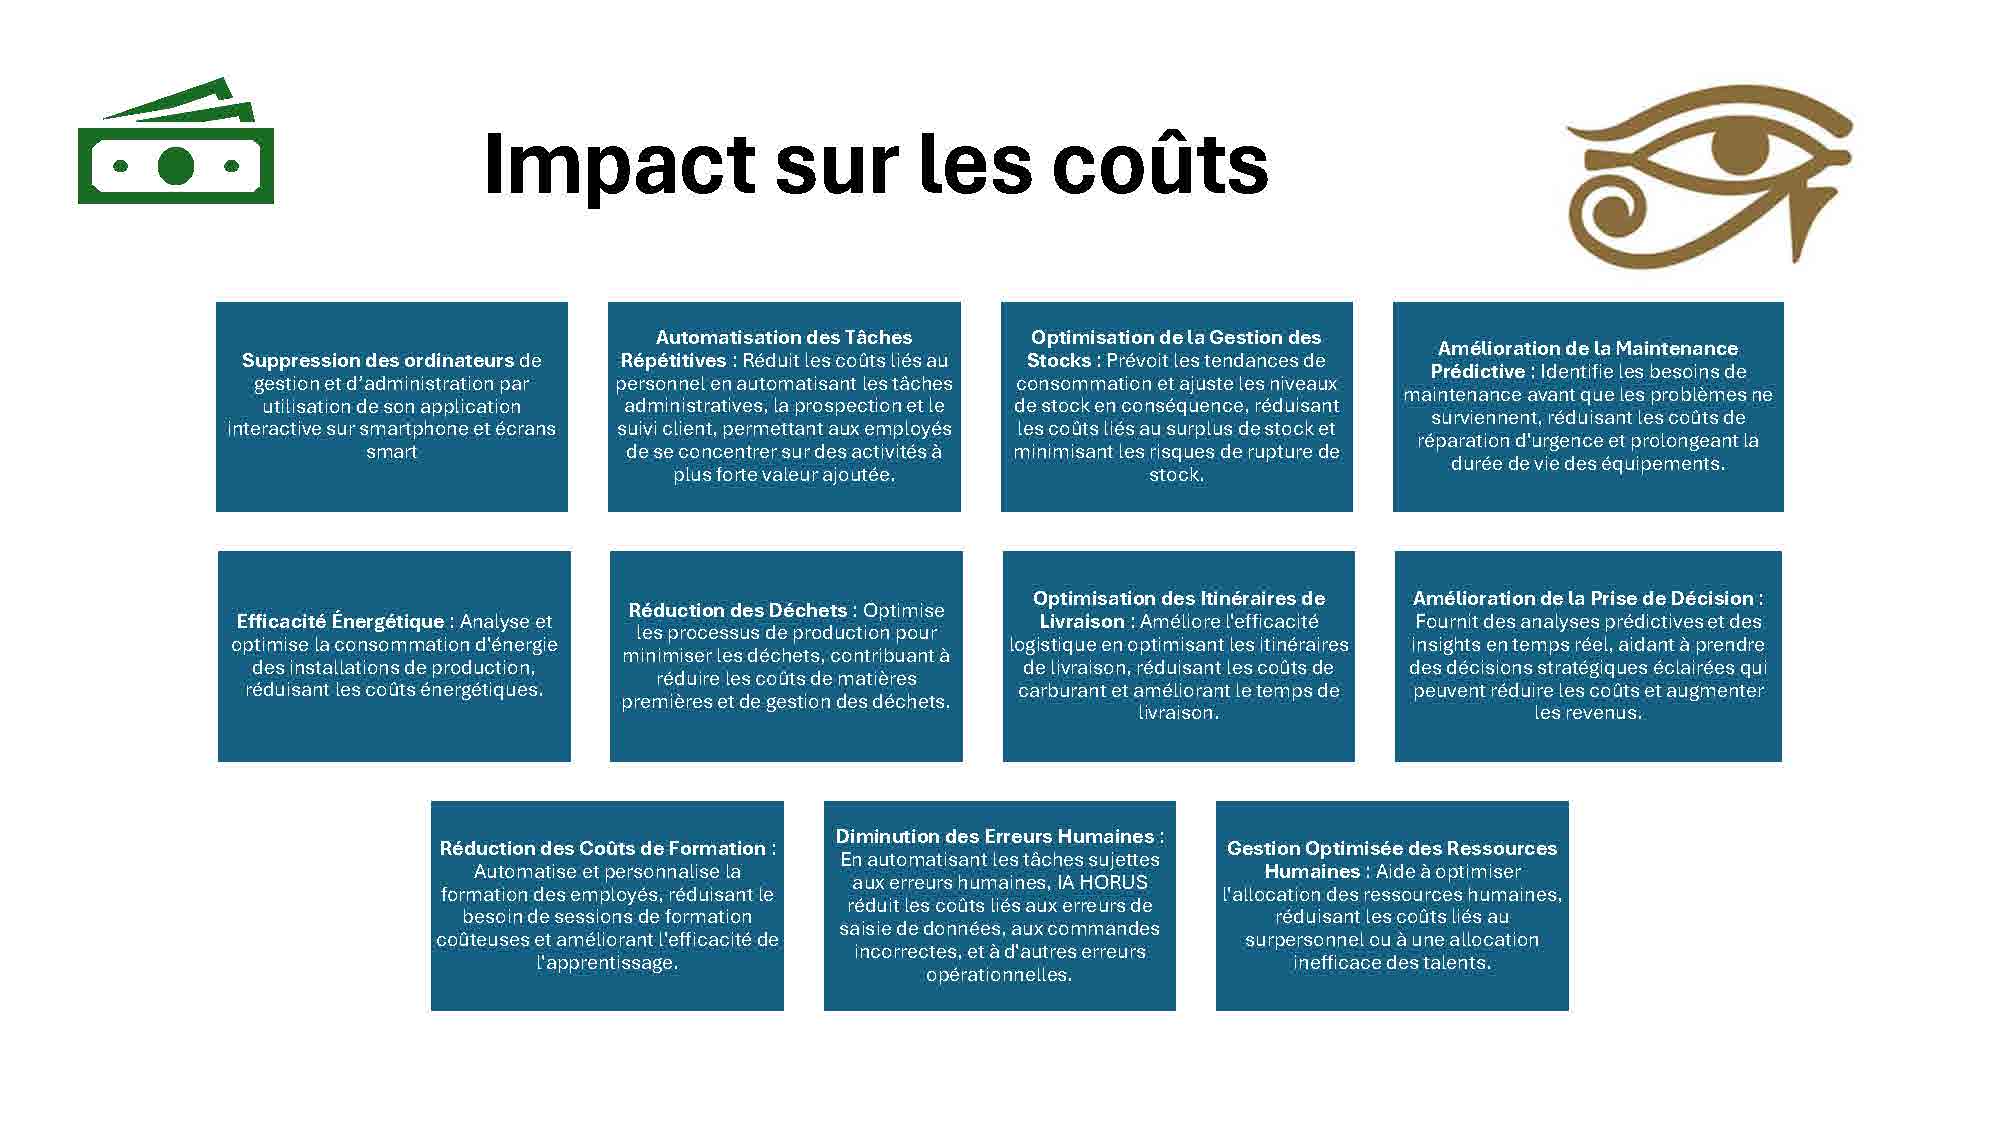 Impact sur les coûts
Suppression des ordinateurs de
gestion et d'administration par
utilisation de son application
interactive sur smartphone et écrans
smart
Automatisation des Tâches
Répétitives : Réduit les coûts liés au
personnel en automatisant les tâches
administratives, la prospection et le
suivi client, permettant aux employés
de se concentrer sur des activités à
plus forte valeur ajoutée.
Optimisation de la Gestion des
Stocks : Prévoit les tendances de
consommation et ajuste les niveaux
de stock en conséquence, réduisant
les coûts liés au surplus de stock et
minimisant les risques de rupture de
stock.
Amélioration de la Maintenance
Prédictive : Identifie les besoins de
maintenance avant que les problèmes ne
surviennent, réduisant les coûts de
réparation d'urgence et prolongeant la
durée de vie des équipements.
Efficacité Énergétique : Analyse et
optimise la consommation d'énergie
des installations de production,
réduisant les coûts énergétiques.
Réduction des Déchets : Optimise
les processus de production pour
minimiser les déchets, contribuant à
réduire les coûts de matières
premières et de gestion des déchets.
Optimisation des Itinéraires de
Livraison : Améliore l'efficacité
logistique en optimisant les itinéraires
de livraison, réduisant les coûts de
carburant et améliorant le temps de
livraison.
Amélioration de la Prise de Décision :
Fournit des analyses prédictives et des
insights en temps réel, aidant à prendre
des décisions stratégiques éclairées qui
peuvent réduire les coûts et augmenter
les revenus.
Réduction des Coûts de Formation :
Automatise et personnalise la
formation des employés, réduisant le
besoin de sessions de formation
coûteuses et améliorant l'efficacité de
l'apprentissage.
Diminution des Erreurs Humaines :
En automatisant les tâches sujettes
aux erreurs humaines, IA HORUS
réduit les coûts liés aux erreurs de
saisie de données, aux commandes
incorrectes, et à d'autres erreurs
opérationnelles.
Gestion Optimisée des Ressources
Humaines : Aide à optimiser
l'allocation des ressources humaines,
réduisant les coûts liés au
surpersonnel ou à une allocation
inefficace des talents.